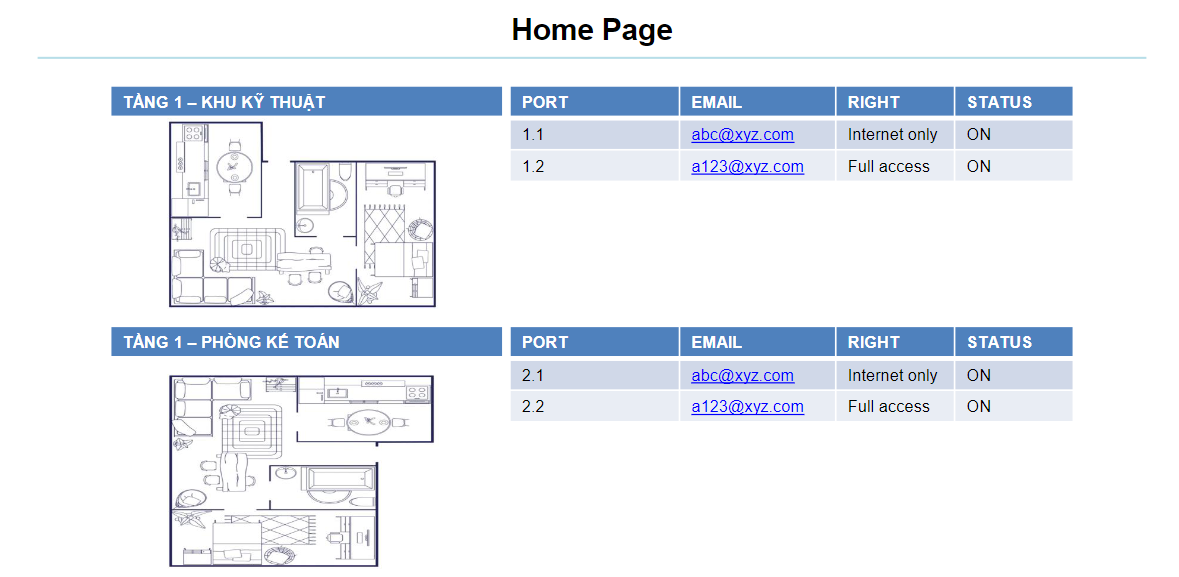 Home Page
TẦNG 1 – KHU KỸ THUẬT
PORT EMAIL RIGHT STATUS
1.1 abc@xyz.com Internet only ON
1.2 a123@xyz.com Full access ON
TẦNG 1 – PHÒNG KẾ TOÁN
PORT EMAIL RIGHT STATUS
2.1 abc@xyz.com Internet only ON
2.2 a123@xyz.com Full access ON